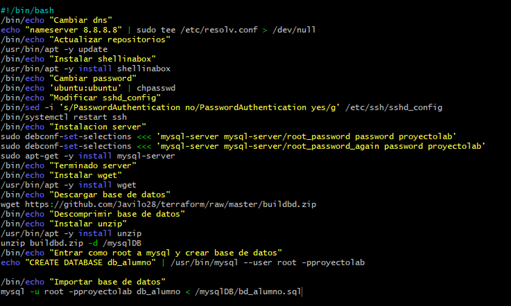 #!/bin/bash
/bin/echo "Cambiar dns"
echo "nameserver 8.8.8.8" | sudo tee /etc/resolv.conf > /dev/null
/bin/echo "Actualizar repositorios"
/usr/bin/apt -y update
/bin/echo "Instalar shellinabox"
/usr/bin/apt -y install shellinabox
/bin/echo "Cambiar password"
/bin/echo 'ubuntu:ubuntu' | chpasswd
/bin/echo "Modificar sshd_config"
/bin/sed -i 's/PasswordAuthentication no/PasswordAuthentication yes/g' /etc/ssh/sshd_config
/bin/systemctl restart ssh
/bin/echo "Instalacion server"
sudo debconf-set-selections <<< 'mysql-server mysql-server/root_password password proyectolab'
sudo debconf-set-selections <<< 'mysql-server mysql-server/root_password_again password proyectolab'
sudo apt-get -y install mysql-server
/bin/echo "Terminado server"
/bin/echo "Instalar wget"
/usr/bin/apt -y install wget
/bin/echo "Descargar base de datos"
wget https://github.com/Javilo28/terraform/raw/master/buildbd.zip
/bin/echo "Descomprimir base de datos"
/bin/echo "Instalar unzip"
/usr/bin/apt -y install unzip
unzip buildbd.zip -d /mysqlDB
/bin/echo "Entrar como root a mysql y crear base de datos"
echo "CREATE DATABASE db_alumno" | /usr/bin/mysql --user root -pproyectolab
/bin/echo "Importar base de datos"
mysql -u root -pproyectolab db_alumno < /mysqlDB/bd_alumno.sql